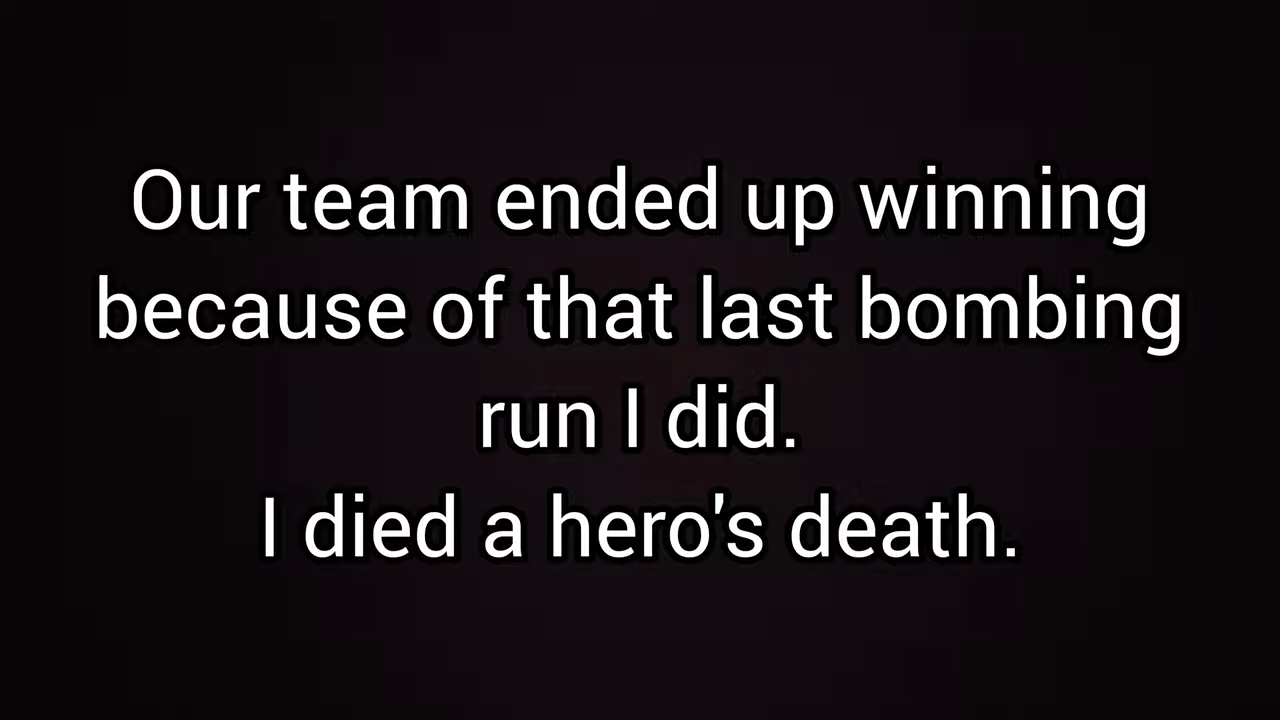 Our team ended up winning
because of that last bombing
run I did.
I died a hero's death.